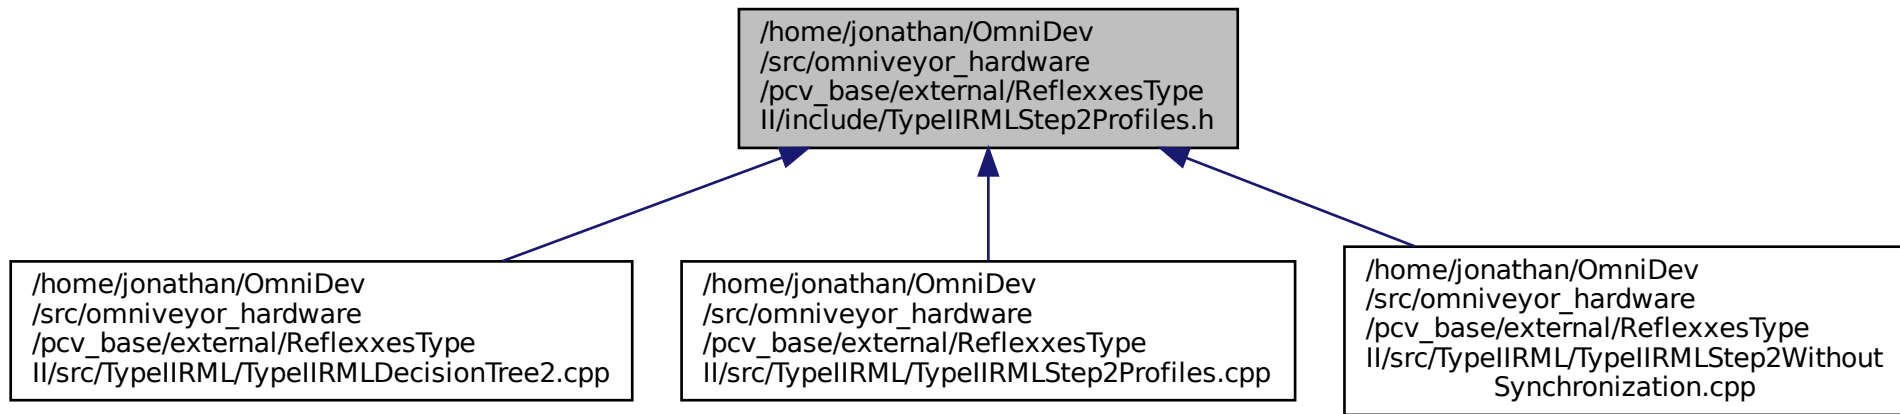 /home/jonathan/OmniDev
/src/omniveyor_hardware
/pcv_base/external/ReflexxesType
II/include/TypeIIRMLStep2Profiles.h
/home/jonathan/OmniDev
/src/omniveyor_hardware
/pcv_base/external/ReflexxesType
II/src/TypeIIRML/TypeIIRMLDecisionTree2.cpp
/home/jonathan/OmniDev
/src/omniveyor_hardware
/pcv_base/external/ReflexxesType
II/src/TypeIIRML/TypeIIRMLStep2Profiles.cpp
/home/jonathan/OmniDev
/src/omniveyor_hardware
/pcv_base/external/ReflexxesType
II/src/TypeIIRML/TypeIIRMLStep2Without
Synchronization.cpp